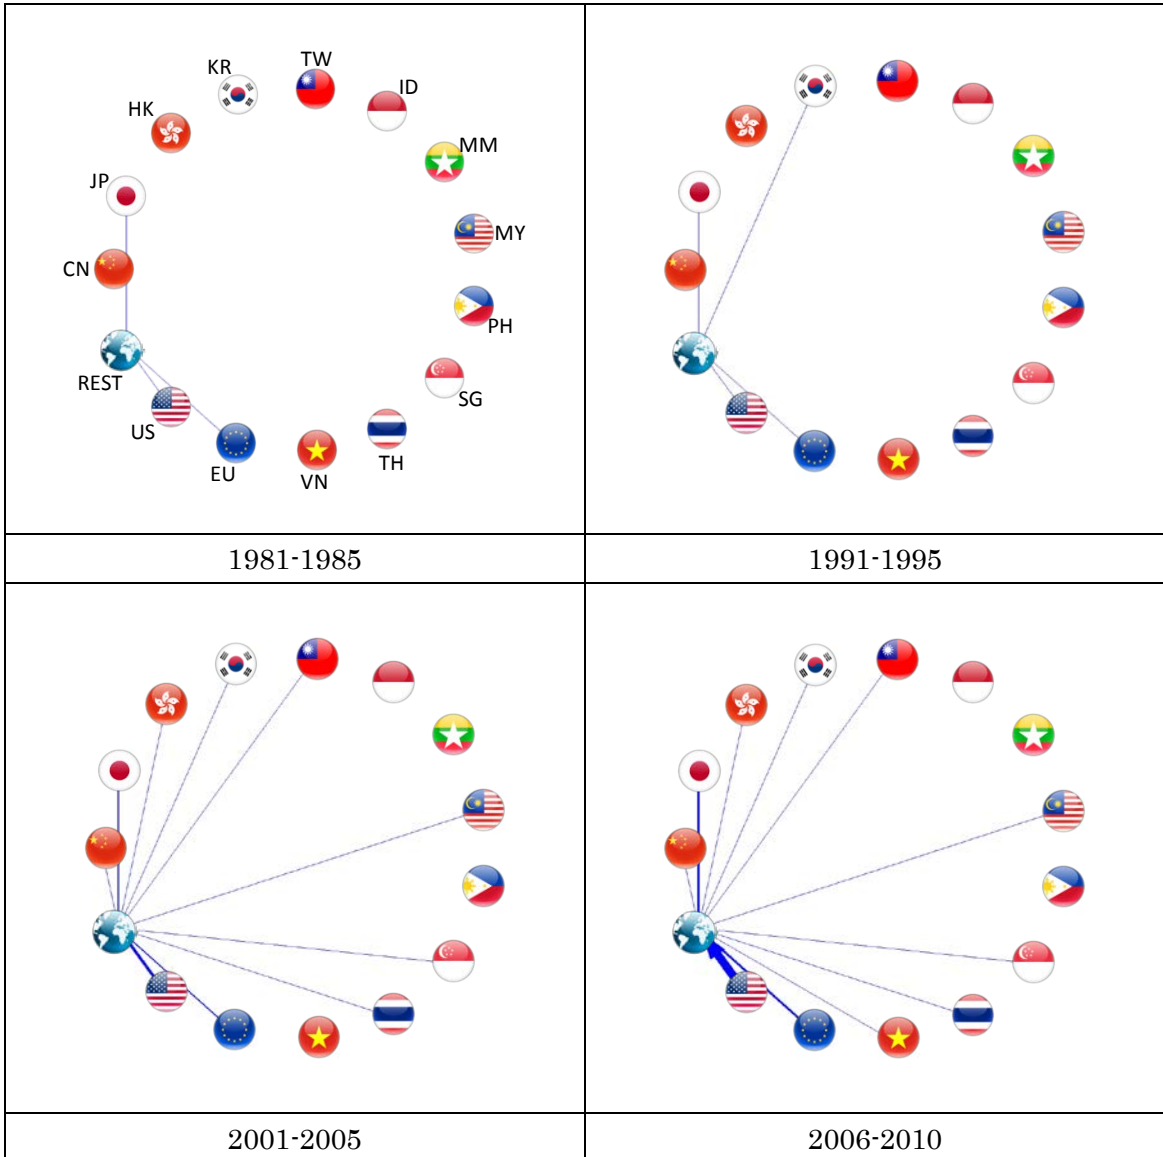 TW
KR
ID
HK
MM
JP
MY
CN
PH
REST
SG
US
TH
EU
VN
1981-1985
1991-1995
2001-2005
2006-2010